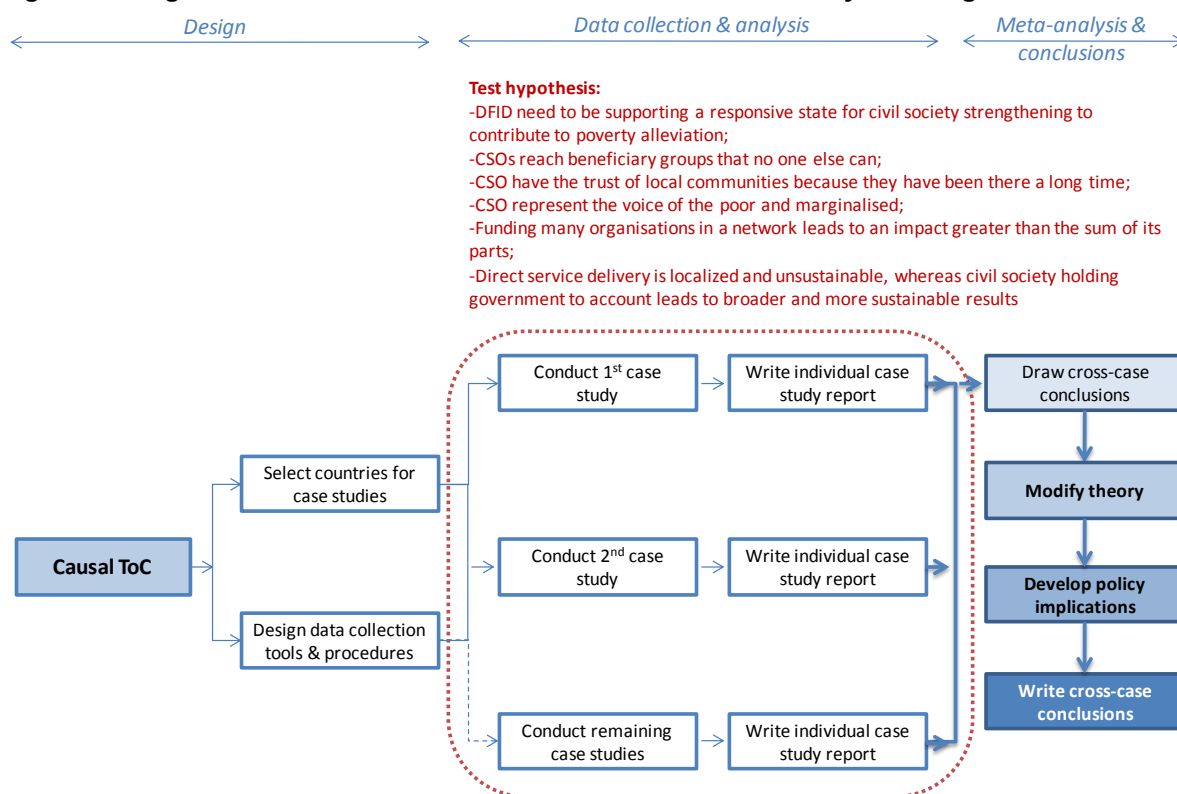 Design
Data collection & analysis
Meta-analysis &
conclusions
Test hypothesis:
-DFID need to be supporting a responsive state for civil society strengthening to
contribute to poverty alleviation;
-CSOs reach beneficiary groups that no one else can;
-CSO have the trust of local communities because they have been there a long time;
-CSO represent the voice of the poor and marginalised;
-Funding many organisations in a network leads to an impact greater than the sum of its
parts;
-Direct service delivery is localized and unsustainable, whereas civil society holding
government to account leads to broader and more sustainable results
Conduct 1st case
study
Write individual case
study report
Draw cross-case
conclusions
Select countries for
case studies
Modify theory
Causal ToC
Conduct 2nd case
study
Write individual case
study report
Develop policy
implications
Design data collection
tools & procedures
Write cross-case
conclusions
Conduct remaining
case studies
Write individual case
study report